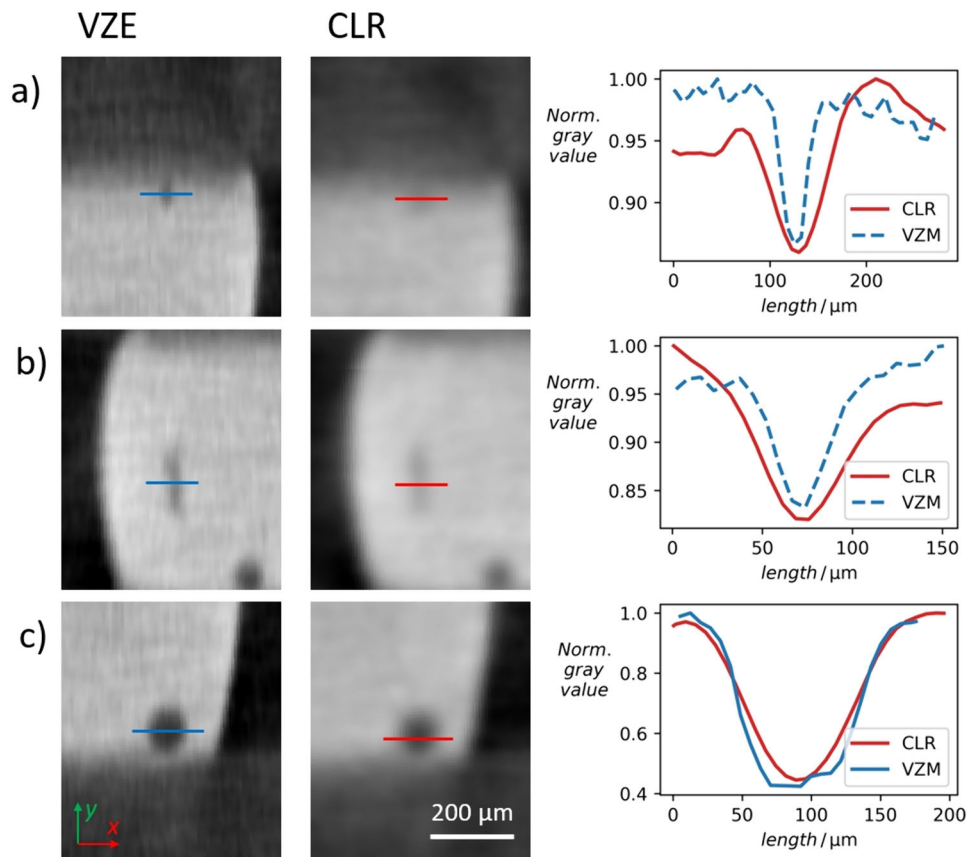 VZE CLR
a)
Norm.
gray
value
1.00
0.95
0.90
CLR
VZM
0 100 200
length / µm
b)
Norm.
gray
value
1.00
0.95
0.90
0.85
CLR
VZM
0 50 100 150
length / µm
c)
Norm.
gray
value
1.0
0.8
0.6
0.4
CLR
VZM
0 50 100 150 200
length / µm
y
x
200 µm